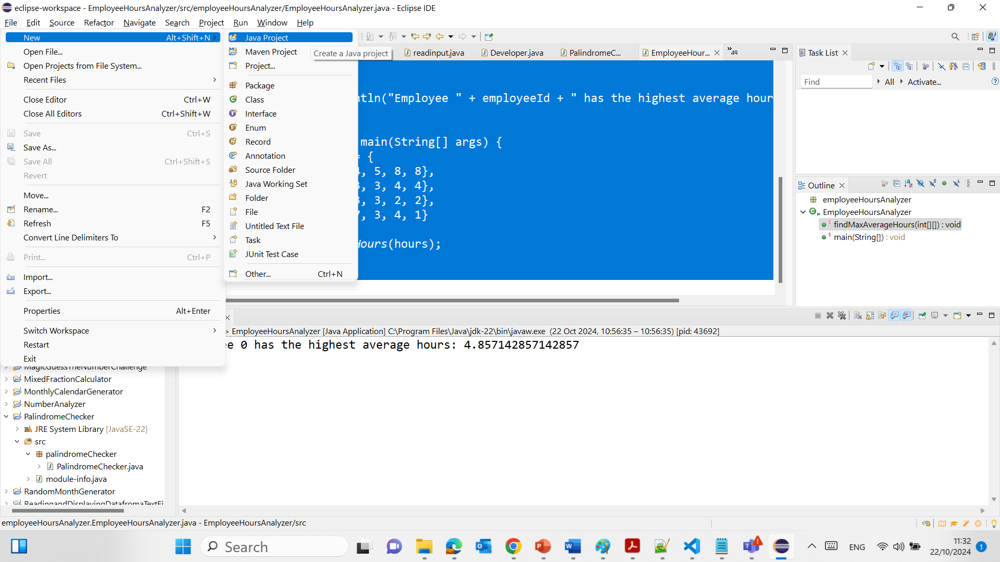 eclipse-workspace - EmployeeHoursAnalyzer/src/employeeHoursAnalyzer/EmployeeHoursAnalyzer.java - Eclipse IDE
File Edit Source Refactor Navigate Search Project Run Window Help
New Alt+Shift+N
Open File...
Open Projects from File System...
Recent Files
Close Editor Ctrl+W
Close All Editors Ctrl+Shift+W
Save Ctrl+S
Save As...
Save All Ctrl+Shift+S
Revert
Move...
Rename... F2
Refresh F5
Convert Line Delimiters To
Print... Ctrl+P
Import...
Export...
Properties Alt+Enter
Switch Workspace
Restart
Exit
Java Project
Maven Project
Project...
Package
Class
Interface
Enum
Record
Annotation
Source Folder
Java Working Set
Folder
File
Untitled Text File
Task
JUnit Test Case
Other... Ctrl+N
Create a Java project
readinput.java Developer.java PalindromeC... EmployeeHour... »49
ntln("Employee " + employeeId + " has the highest average hour
main(String[] args) {
= {
4, 5, 8, 8},
3, 3, 4, 4},
3, 3, 2, 2},
7, 3, 4, 1}
Hours(hours);
Task List
Find All Activate...
Outline
employeeHoursAnalyzer
EmployeeHoursAnalyzer
findMaxAverageHours(int[][]) : void
main(String[]) : void
> EmployeeHoursAnalyzer [Java Application] C:\Program Files\Java\jdk-22\bin\javaw.exe (22 Oct 2024, 10:56:35 – 10:56:35) [pid: 43692]
ee 0 has the highest average hours: 4.857142857142857
MagicGuessTheNumberChallenge
MixedFractionCalculator
MonthlyCalendarGenerator
NumberAnalyzer
PalindromeChecker
JRE System Library [JavaSE-22]
src
palindromeChecker
PalindromeChecker.java
module-info.java
RandomMonthGenerator
ReadingandDisplayingDatafromaTextFi
employeeHoursAnalyzer.EmployeeHoursAnalyzer.java - EmployeeHoursAnalyzer/src
Search
ENG
11:32
22/10/2024
1